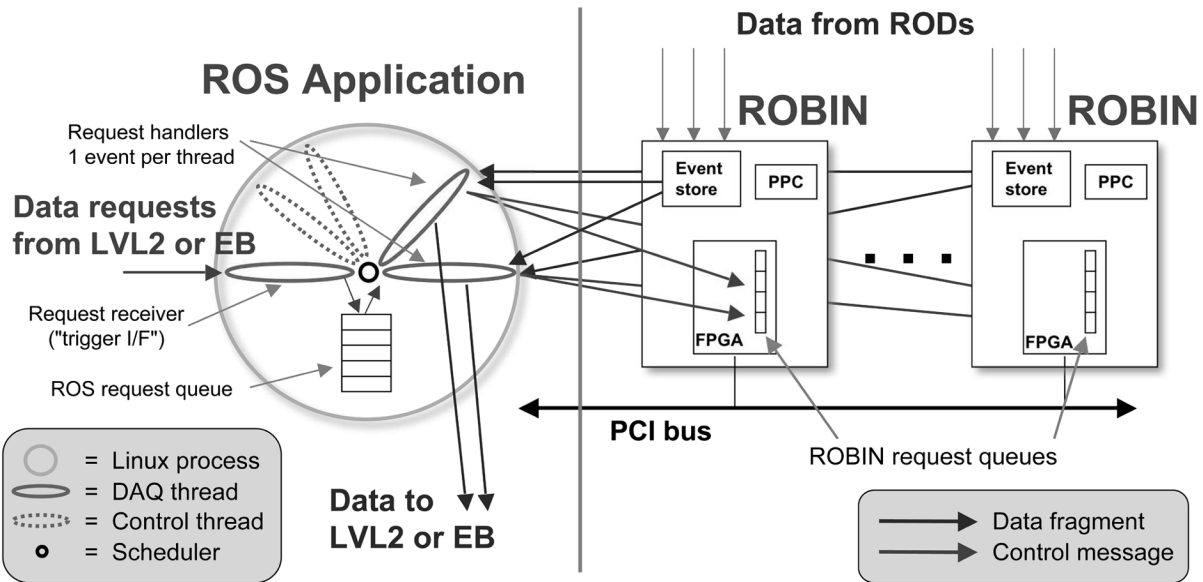 Data from RODs
ROS Application
ROBIN
ROBIN
Request handlers
1 event per thread
Event
store
PPC
Event
store
PPC
Data requests
from LVL2 or EB
Request receiver
("trigger I/F")
FPGA
FPGA
ROS request queue
PCI bus
ROBIN request queues
= Linux process
= DAQ thread
= Control thread
= Scheduler
Data to
LVL2 or EB
Data fragment
Control message